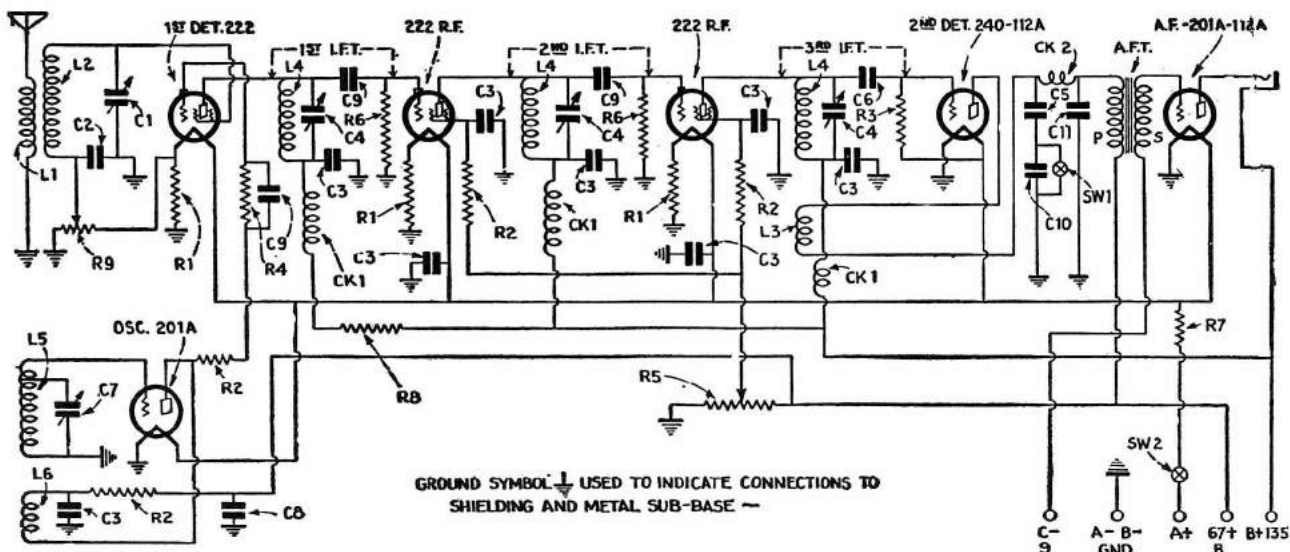 1ST DET. 222
222 R.F.
222 R.F.
2ND DET. 240-112A
A.F.-201A-112A
1ST I.F.T.
2ND I.F.T.
3RD I.F.T.
CK 2
A.F.T.
L2
C1
C2
L1
R9
R1
R4
C9
L4
C9
R6
C4
C3
CK1
C3
R1
C3
R2
L4
C9
R6
C4
C3
CK1
R1
C3
C3
R2
L4
C6
R3
C4
C3
L3
CK1
C5
C11
C10
SW1
P
S
R7
OSC. 201A
L5
C7
R2
R8
R5
L6
C3
R2
C8
SW2
GROUND SYMBOL USED TO INDICATE CONNECTIONS TO
SHIELDING AND METAL SUB-BASE —
C-
9
A- B-
GND
A+
67+
B
B+135